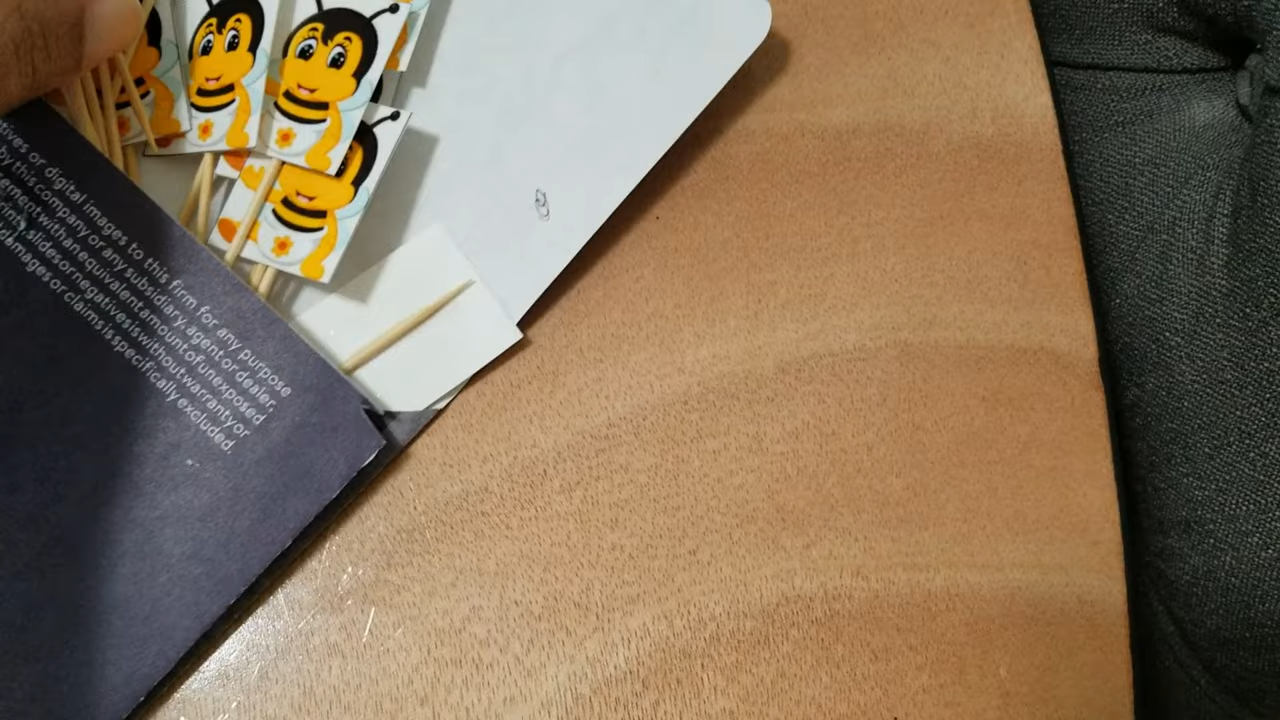 tives or digital images to this firm for any purpose
by this company or any subsidiary, agent or dealer,
ement with an equivalent amount of unexposed
int, slides or negatives is without warranty or
damages or claims is specifically excluded.